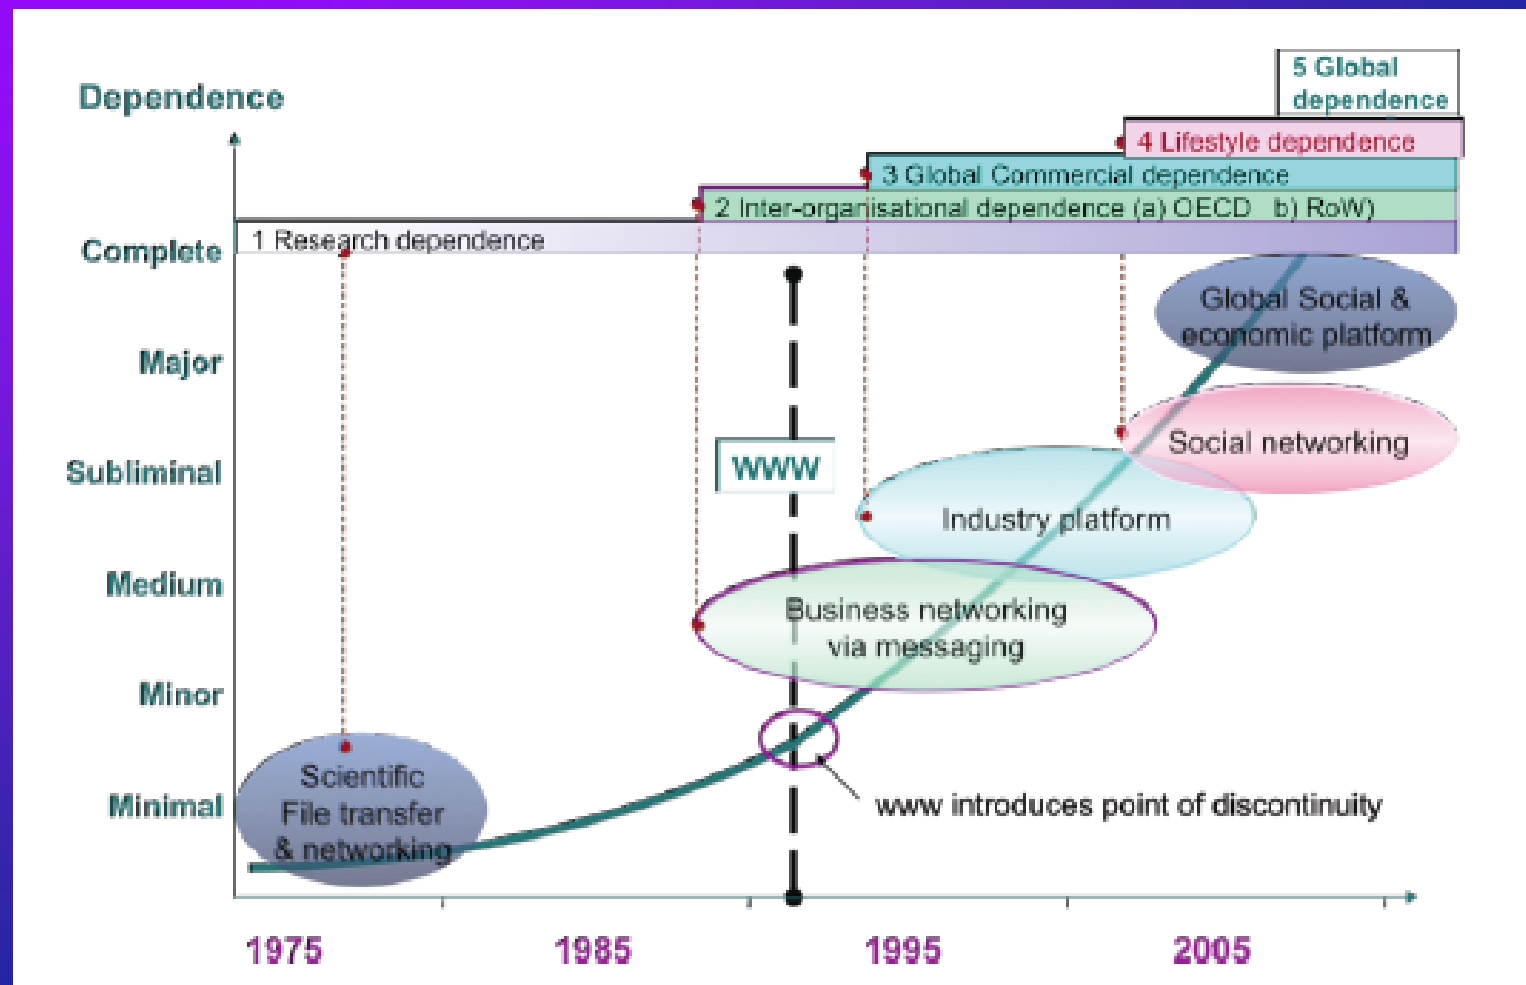 Dependence
5 Global
dependence
4 Lifestyle dependence
3 Global Commercial dependence
2 Inter-organisational dependence (a) OECD b) RoW)
1 Research dependence
Complete
Major
Subliminal
Medium
Minor
Minimal
Global Social &
economic platform
Social networking
WWW
Industry platform
Business networking
via messaging
Scientific
File transfer
& networking
www introduces point of discontinuity
1975
1985
1995
2005